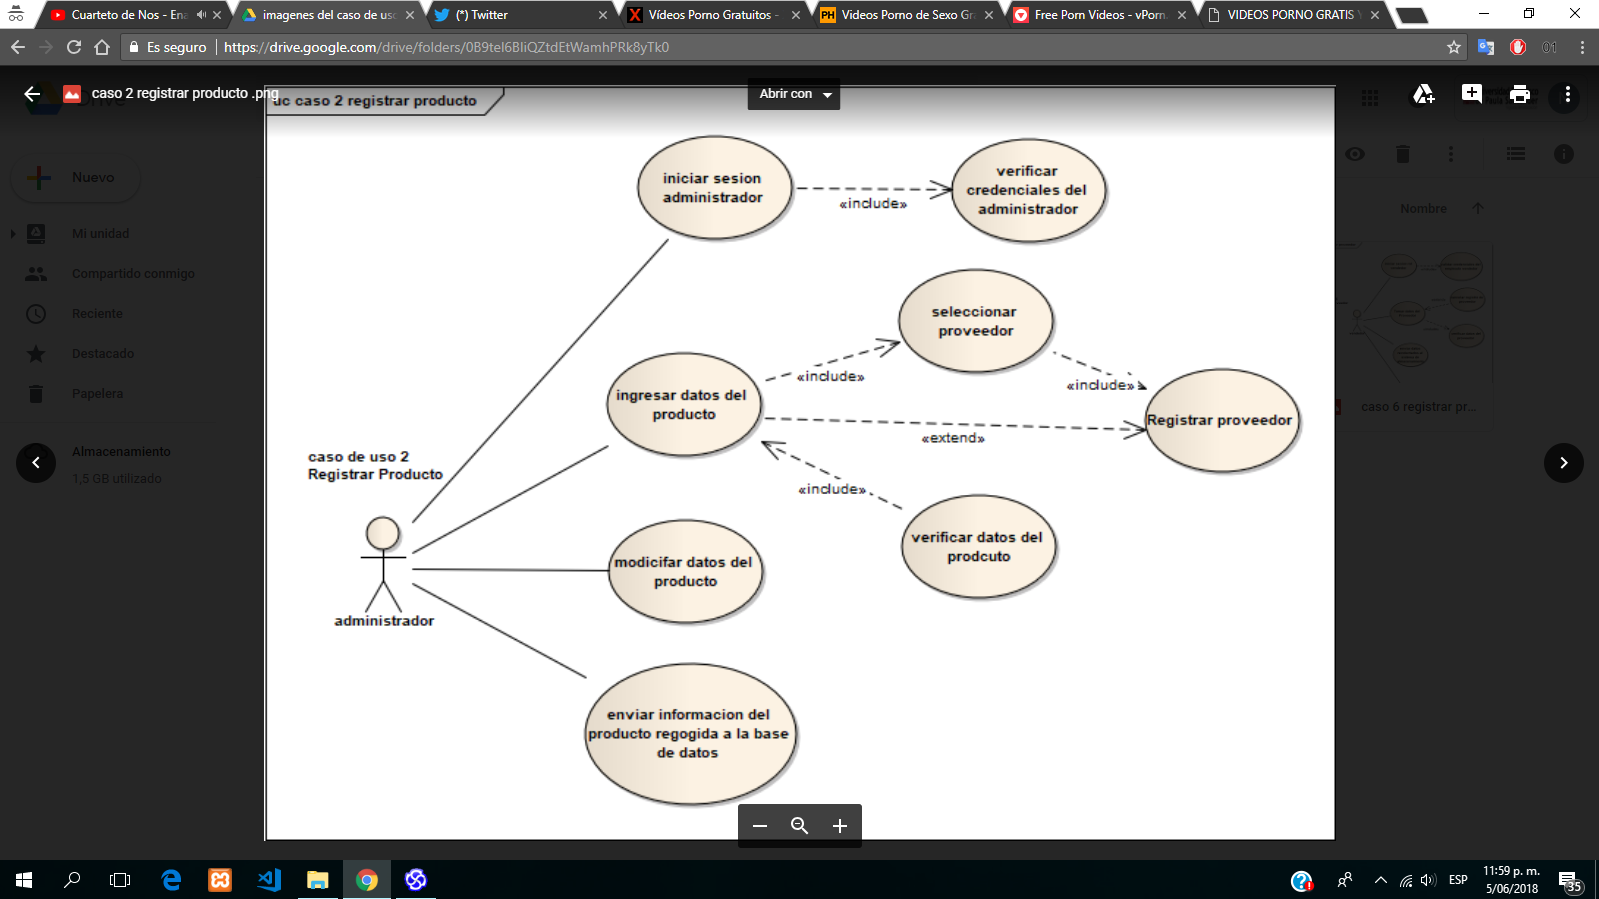 Cuarteto de Nos - Ena
imagenes del caso de uso
(*) Twitter
Vídeos Porno Gratuitos -
Videos Porno de Sexo Gra
Free Porn Videos - vPorn.
VIDEOS PORNO GRATIS Y
Es seguro
https://drive.google.com/drive/folders/0B9tel6BliQZtdEtWamhPRk8yTk0
caso 2 registrar producto .png
Abrir con
uc caso 2 registrar producto
Nuevo
Mi unidad
Compartido conmigo
Reciente
Destacado
Papelera
Almacenamiento
1,5 GB utilizado
Nombre
caso 6 registrar pr...
iniciar sesion
administrador
«include»
verificar
credenciales del
administrador
seleccionar
proveedor
«include»
«include»
ingresar datos del
producto
Registrar proveedor
«extend»
caso de uso 2
Registrar Producto
«include»
verificar datos del
prodcuto
modicifar datos del
producto
administrador
enviar informacion del
producto regogida a la base
de datos
ESP
11:59 p. m.
5/06/2018
35